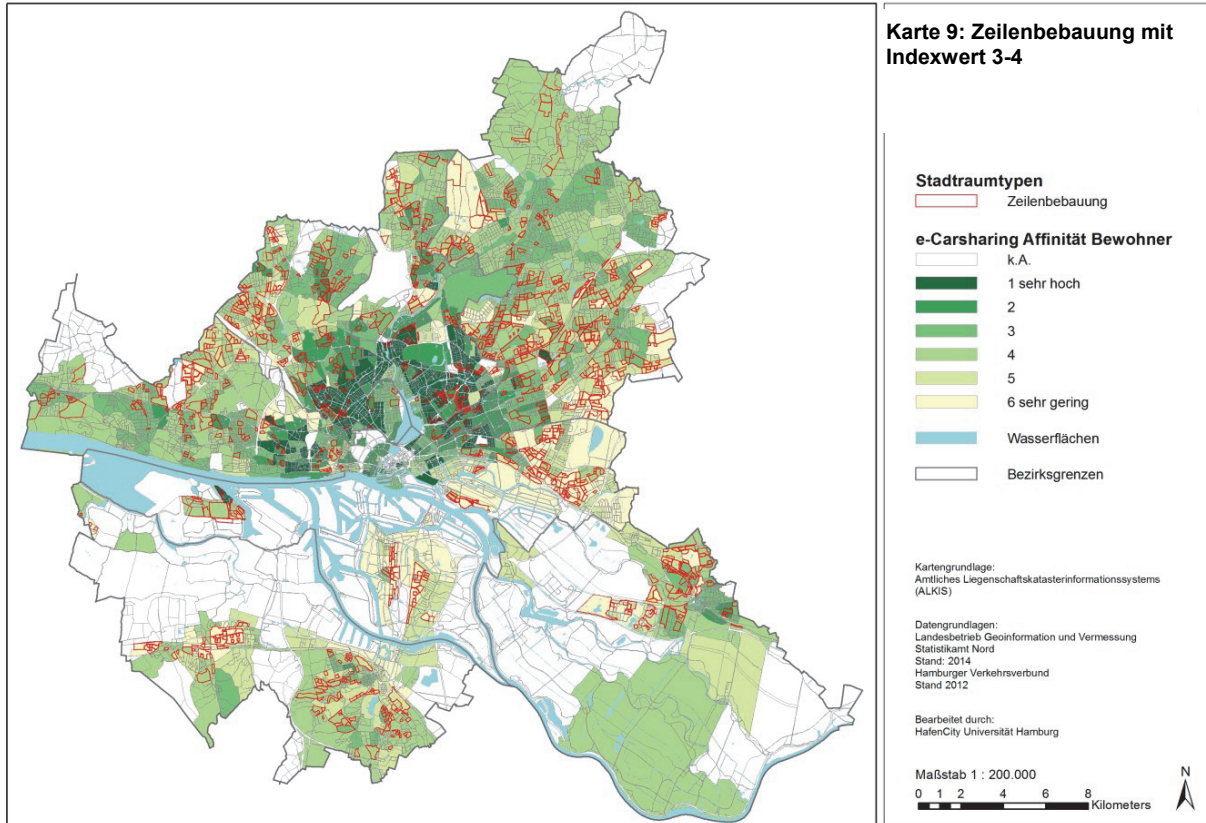 Karte 9: Zeilenbebauung mit
Indexwert 3-4
Stadtraumtypen
Zeilenbebauung
e-Carsharing Affinität Bewohner
k.A.
1 sehr hoch
2
3
4
5
6 sehr gering
Wasserflächen
Bezirksgrenzen
Kartengrundlage:
Amtliches Liegenschaftskatasterinformationssystems
(ALKIS)
Datengrundlagen:
Landesbetrieb Geoinformation und Vermessung
Statistikamt Nord
Stand: 2014
Hamburger Verkehrsverbund
Stand 2012
Bearbeitet durch:
HafenCity Universität Hamburg
Maßstab 1 : 200.000
N
0 1 2 4 6 8
Kilometers